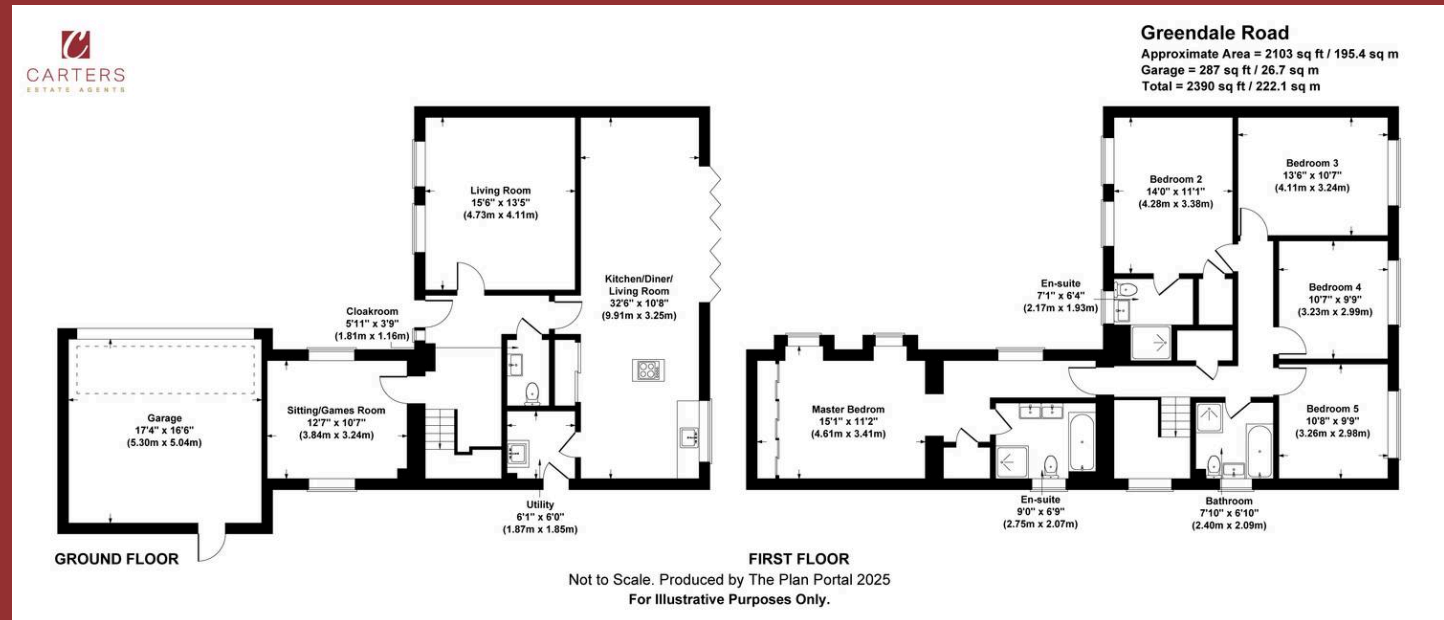 C
CARTERS
ESTATE AGENTS
Greendale Road
Approximate Area = 2103 sq ft / 195.4 sq m
Garage = 287 sq ft / 26.7 sq m
Total = 2390 sq ft / 222.1 sq m
Living Room
15'6" x 13'5"
(4.73m x 4.11m)
Kitchen/Diner/
Living Room
32'6" x 10'8"
(9.91m x 3.25m)
Cloakroom
5'11" x 3'9"
(1.81m x 1.16m)
Garage
17'4" x 16'6"
(5.30m x 5.04m)
Sitting/Games Room
12'7" x 10'7"
(3.84m x 3.24m)
Utility
6'1" x 6'0"
(1.87m x 1.85m)
GROUND FLOOR
Bedroom 2
14'0" x 11'1"
(4.28m x 3.38m)
Bedroom 3
13'6" x 10'7"
(4.11m x 3.24m)
En-suite
7'1" x 6'4"
(2.17m x 1.93m)
Bedroom 4
10'7" x 9'9"
(3.23m x 2.99m)
Master Bedrom
15'1" x 11'2"
(4.61m x 3.41m)
Bedroom 5
10'8" x 9'9"
(3.26m x 2.98m)
En-suite
9'0" x 6'9"
(2.75m x 2.07m)
Bathroom
7'10" x 6'10"
(2.40m x 2.09m)
FIRST FLOOR
Not to Scale. Produced by The Plan Portal 2025
For Illustrative Purposes Only.